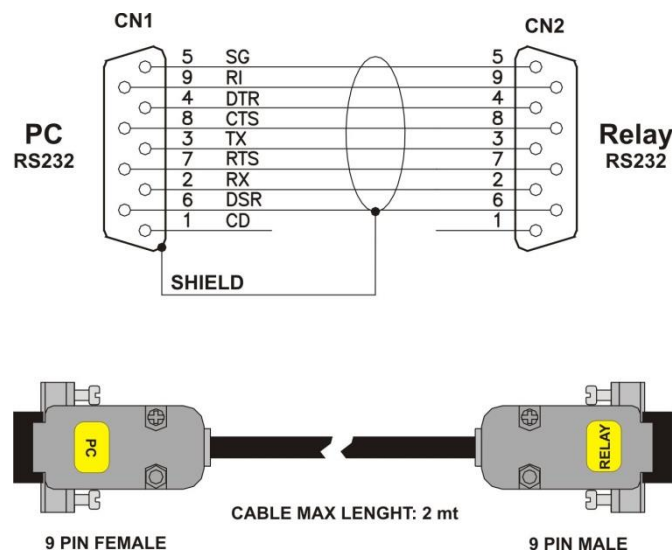 CN1
CN2
5 SG 5
9 RI 9
4 DTR 4
8 CTS 8
3 TX 3
7 RTS 7
2 RX 2
6 DSR 6
1 CD 1
PC
RS232
Relay
RS232
SHIELD
PC
RELAY
CABLE MAX LENGHT: 2 mt
9 PIN FEMALE
9 PIN MALE